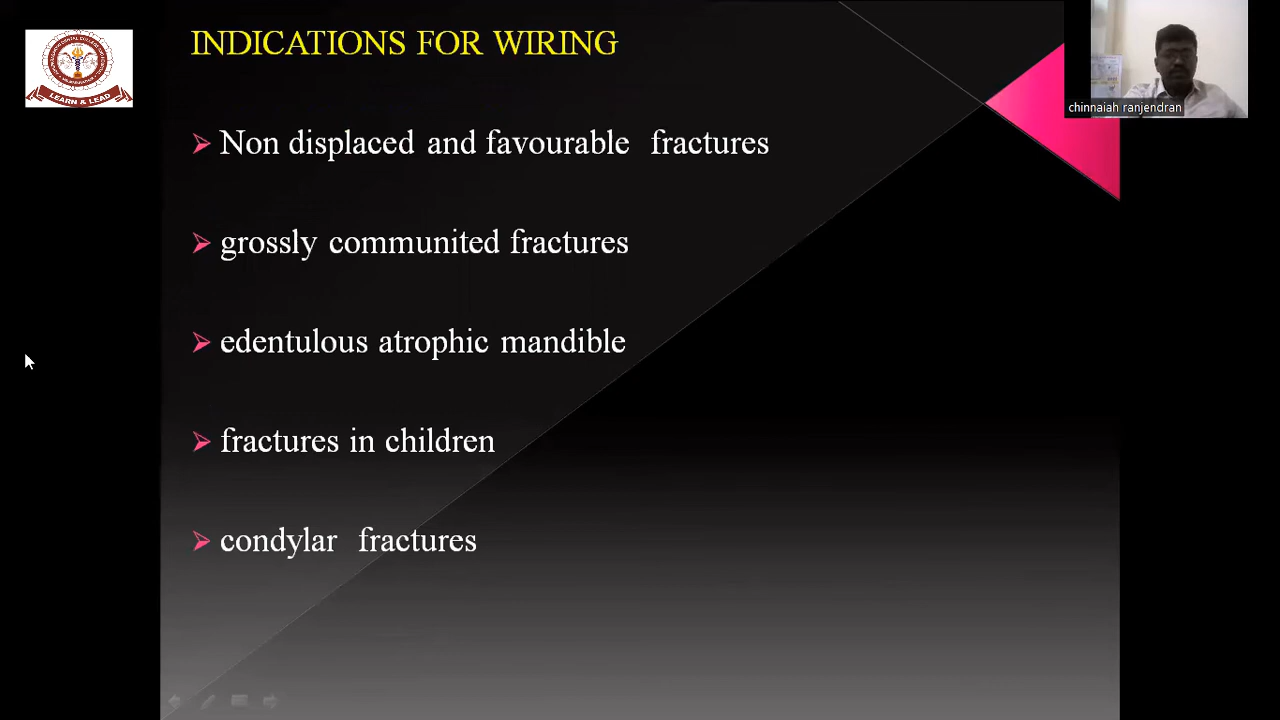 INDICATIONS FOR WIRING
chinnaiah ranjendran
LEARN & LEAD
Non displaced and favourable fractures
grossly communited fractures
edentulous atrophic mandible
fractures in children
condylar fractures